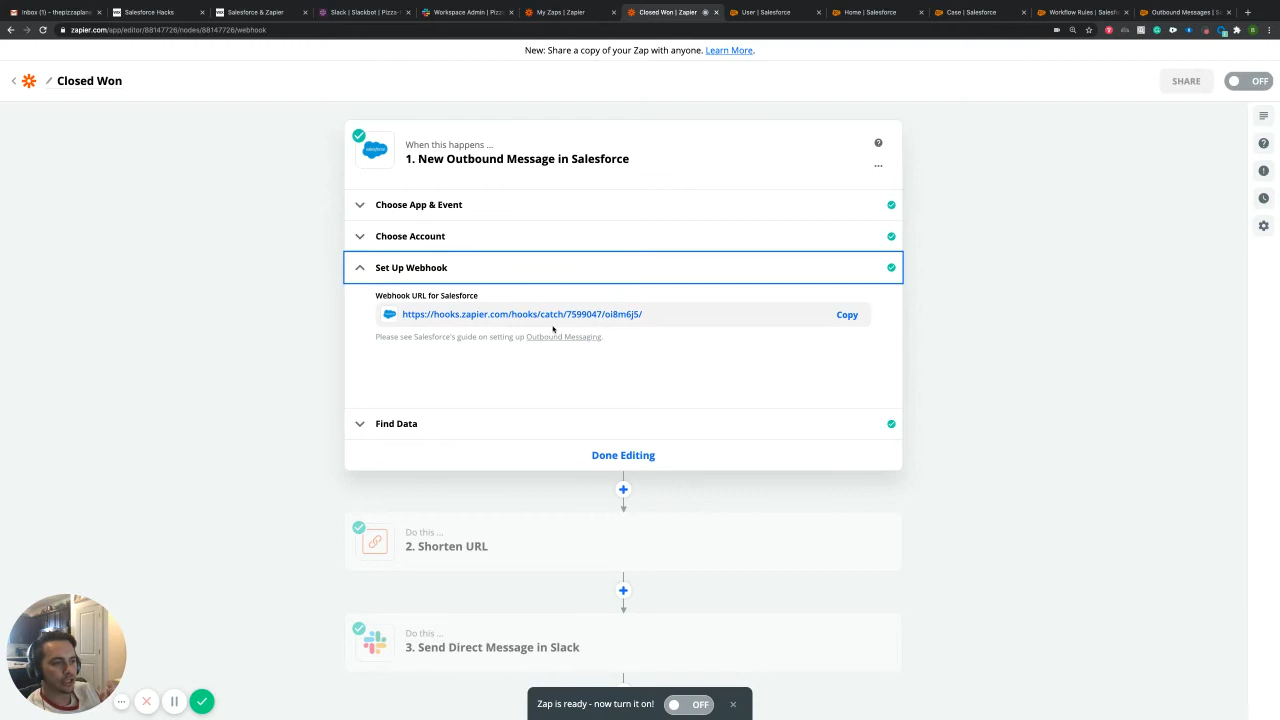 Inbox (1) – thepizzaplane
Salesforce Hacks
Salesforce & Zapier
Slack | Slackbot | Pizza-
Workspace Admin | Pizza-
My Zaps | Zapier
Closed Won | Zapier
User | Salesforce
Home | Salesforce
Case | Salesforce
Workflow Rules | Salesfo
Outbound Messages | Sa
zapier.com/app/editor/88147726/nodes/88147726/webhook
New: Share a copy of your Zap with anyone. Learn More.
Closed Won
SHARE
OFF
When this happens ...
1. New Outbound Message in Salesforce
Choose App & Event
Choose Account
Set Up Webhook
Webhook URL for Salesforce
https://hooks.zapier.com/hooks/catch/7599047/oi8m6j5/
Copy
Please see Salesforce's guide on setting up Outbound Messaging.
Find Data
Done Editing
Do this ...
2. Shorten URL
Do this ...
3. Send Direct Message in Slack
Zap is ready - now turn it on!
OFF